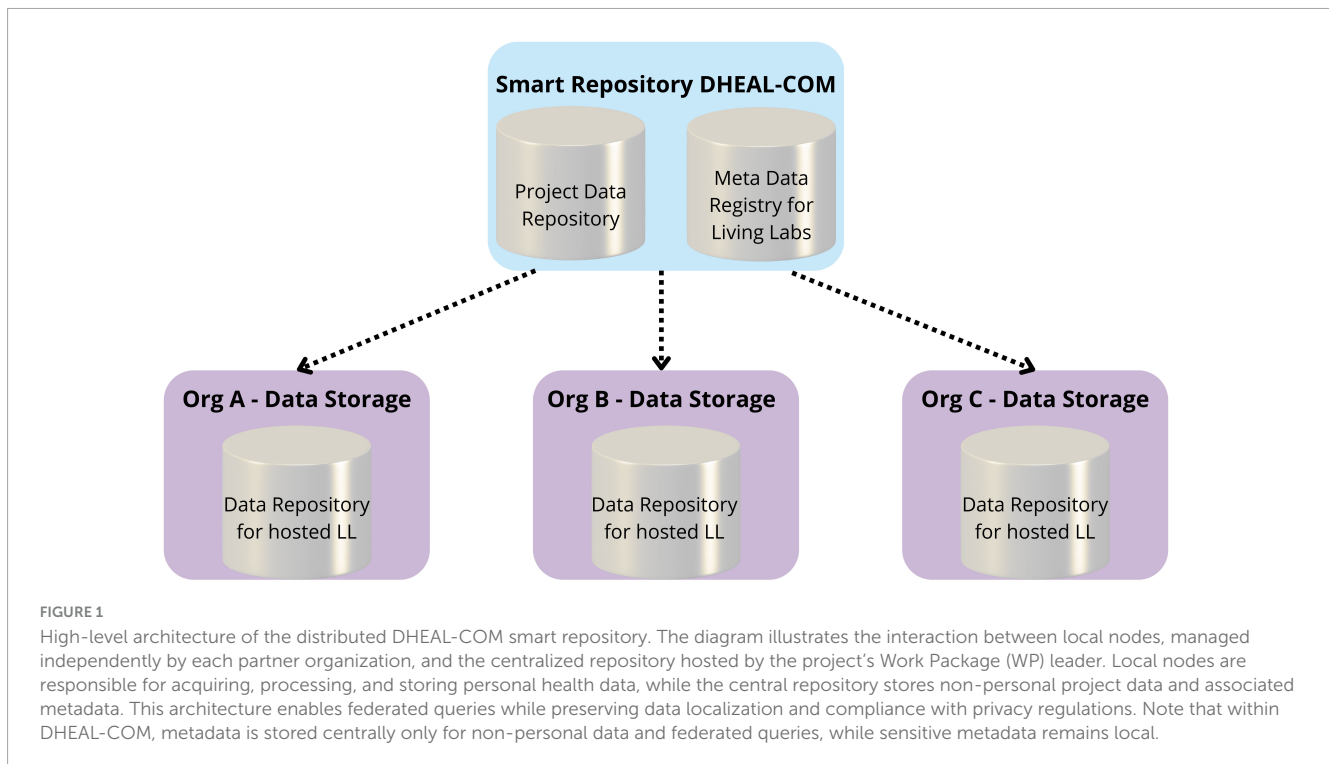 Smart Repository DHEAL-COM
Project Data
Repository
Meta Data
Registry for
Living Labs
Org A - Data Storage
Data Repository
for hosted LL
Org B - Data Storage
Data Repository
for hosted LL
Org C - Data Storage
Data Repository
for hosted LL
FIGURE 1
High-level architecture of the distributed DHEAL-COM smart repository. The diagram illustrates the interaction between local nodes, managed
independently by each partner organization, and the centralized repository hosted by the project’s Work Package (WP) leader. Local nodes are
responsible for acquiring, processing, and storing personal health data, while the central repository stores non-personal project data and associated
metadata. This architecture enables federated queries while preserving data localization and compliance with privacy regulations. Note that within
DHEAL-COM, metadata is stored centrally only for non-personal data and federated queries, while sensitive metadata remains local.